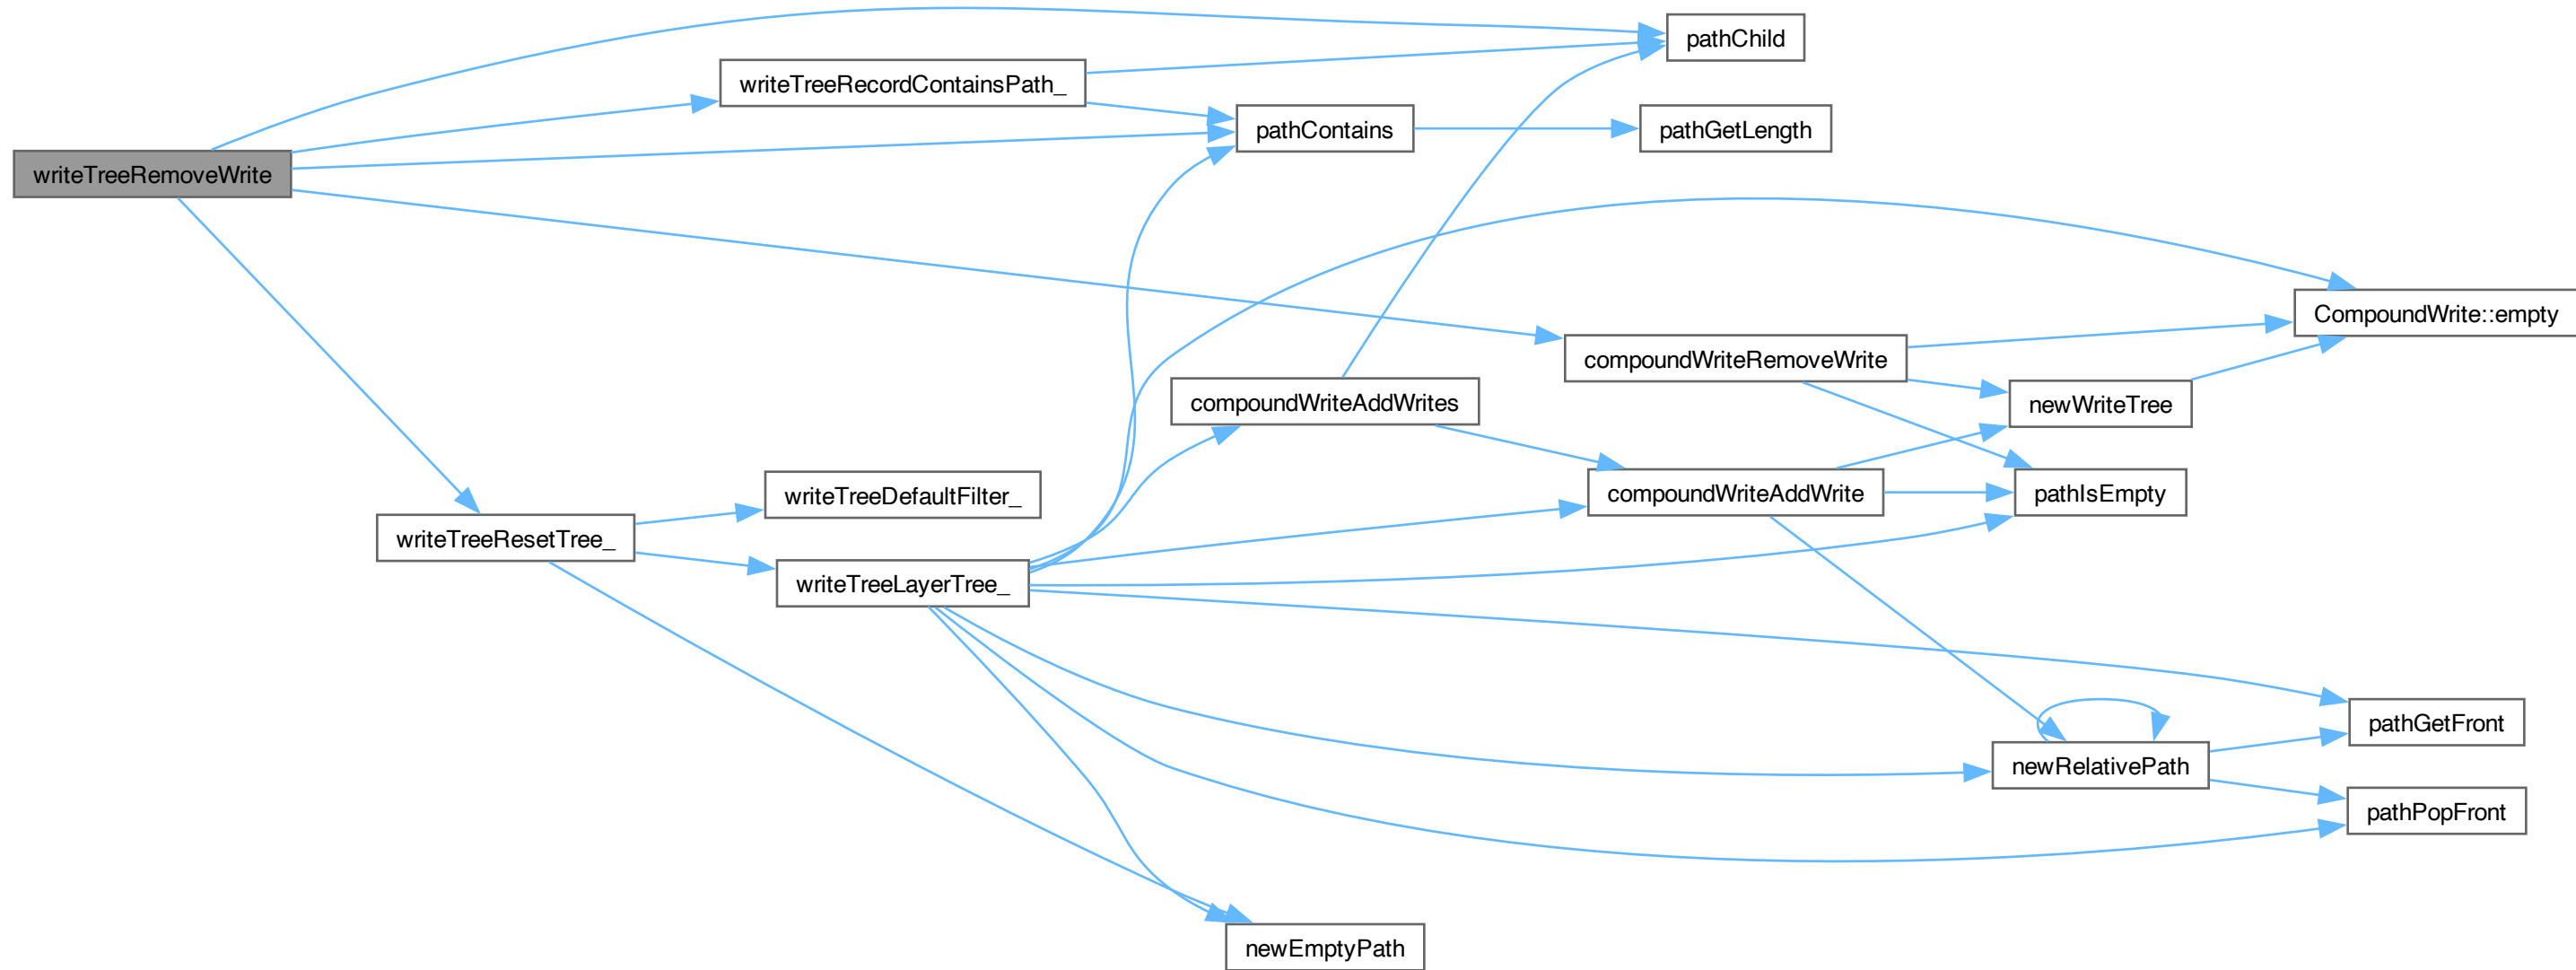 pathChild
writeTreeRecordContainsPath_
pathContains
pathGetLength
writeTreeRemoveWrite
CompoundWrite::empty
compoundWriteRemoveWrite
compoundWriteAddWrites
newWriteTree
writeTreeDefaultFilter_
compoundWriteAddWrite
pathIsEmpty
writeTreeResetTree_
writeTreeLayerTree_
pathGetFront
newRelativePath
pathPopFront
newEmptyPath